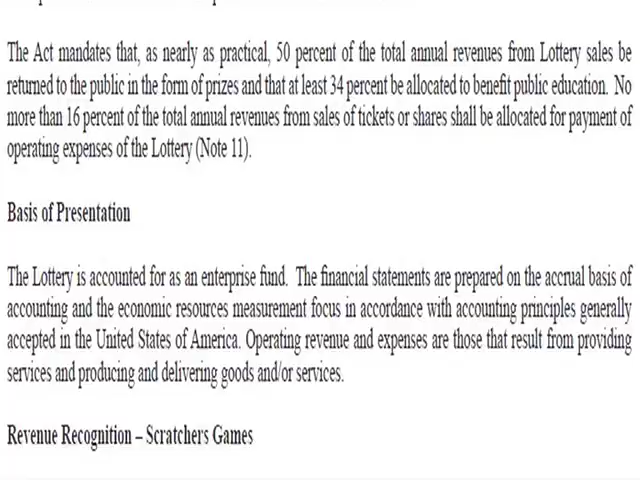 The Act mandates that, as nearly as practical, 50 percent of the total annual revenues from Lottery sales be
returned to the public in the form of prizes and that at least 34 percent be allocated to benefit public education.  No
more than 16 percent of the total annual revenues from sales of tickets or shares shall be allocated for payment of
operating expenses of the Lottery (Note 11).
Basis of Presentation
The Lottery is accounted for as an enterprise fund.  The financial statements are prepared on the accrual basis of
accounting and the economic resources measurement focus in accordance with accounting principles generally
accepted in the United States of America. Operating revenue and expenses are those that result from providing
services and producing and delivering goods and/or services.
Revenue Recognition – Scratchers Games